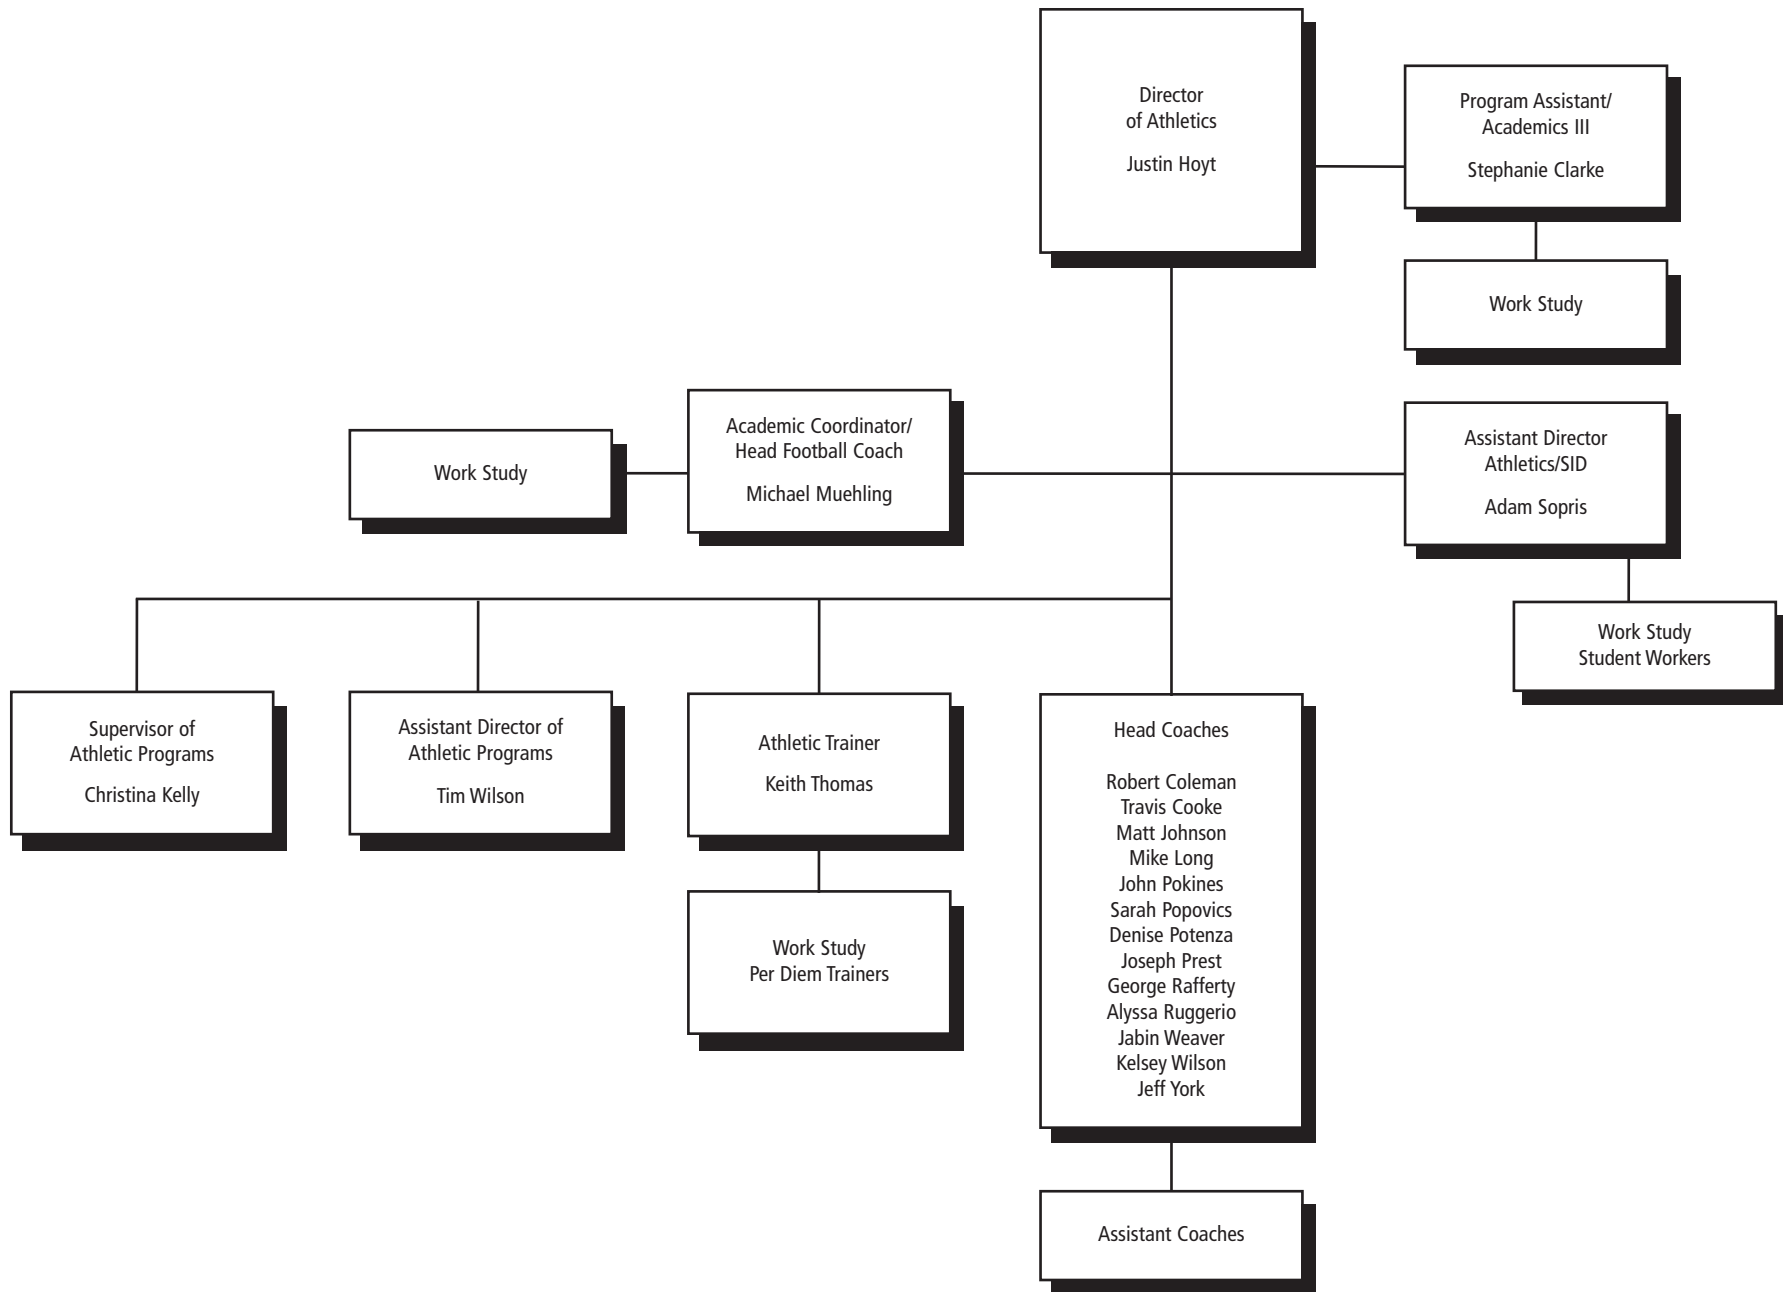 Director
of Athletics
Justin Hoyt
Program Assistant/
Academics III
Stephanie Clarke
Work Study
Work Study
Academic Coordinator/
Head Football Coach
Michael Muehling
Assistant Director
Athletics/SID
Adam Sopris
Work Study
Student Workers
Supervisor of
Athletic Programs
Christina Kelly
Assistant Director of
Athletic Programs
Tim Wilson
Athletic Trainer
Keith Thomas
Work Study
Per Diem Trainers
Head Coaches
Robert Coleman
Travis Cooke
Matt Johnson
Mike Long
John Pokines
Sarah Popovics
Denise Potenza
Joseph Prest
George Rafferty
Alyssa Ruggerio
Jabin Weaver
Kelsey Wilson
Jeff York
Assistant Coaches